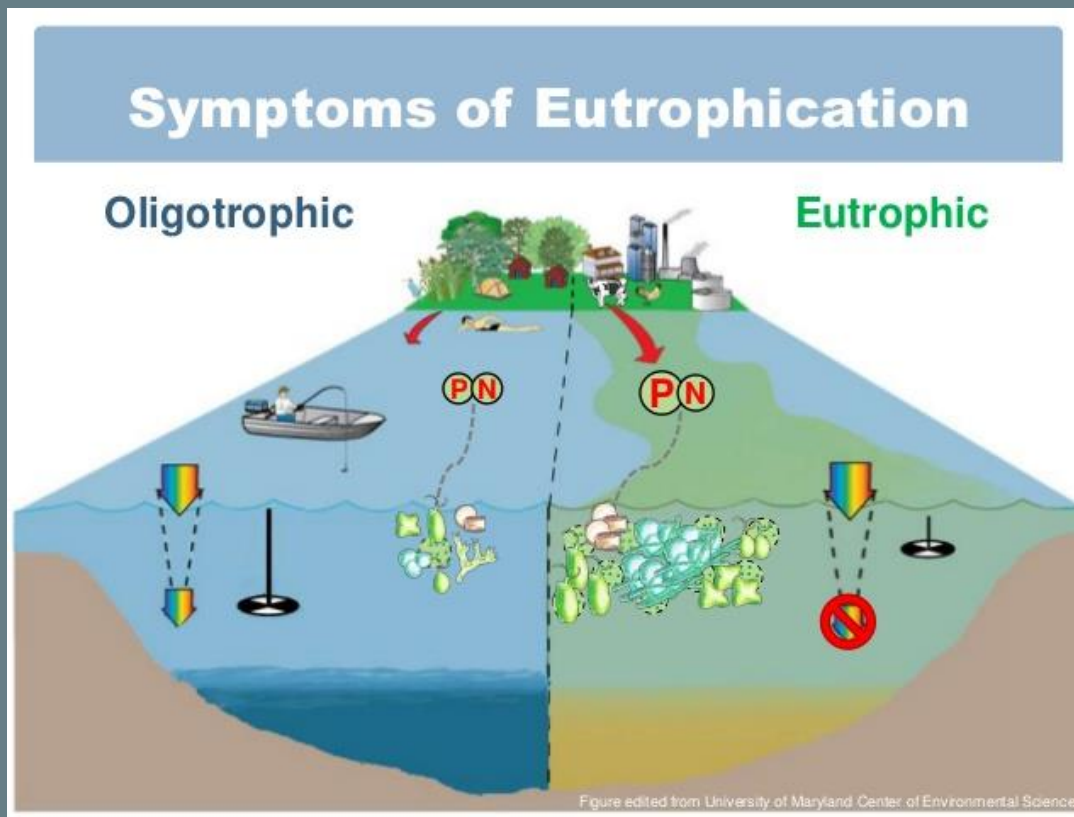 Symptoms of Eutrophication
Oligotrophic
Eutrophic
P N
P N
Figure edited from University of Maryland Center of Environmental Science